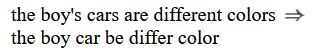 the boy's cars are different colors ⇒
the boy car be differ color